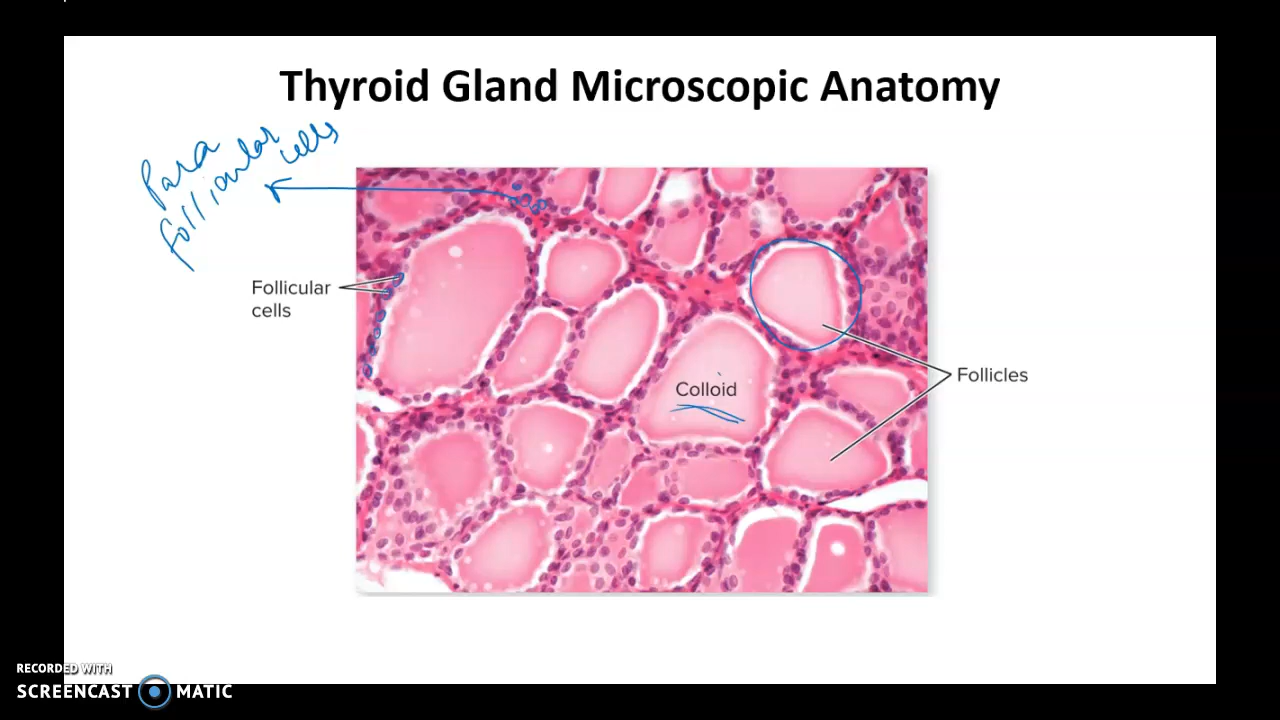 Thyroid Gland Microscopic Anatomy
Para
follicular
cells
Follicular
cells
Colloid
Follicles
RECORDED WITH
SCREENCAST MATIC